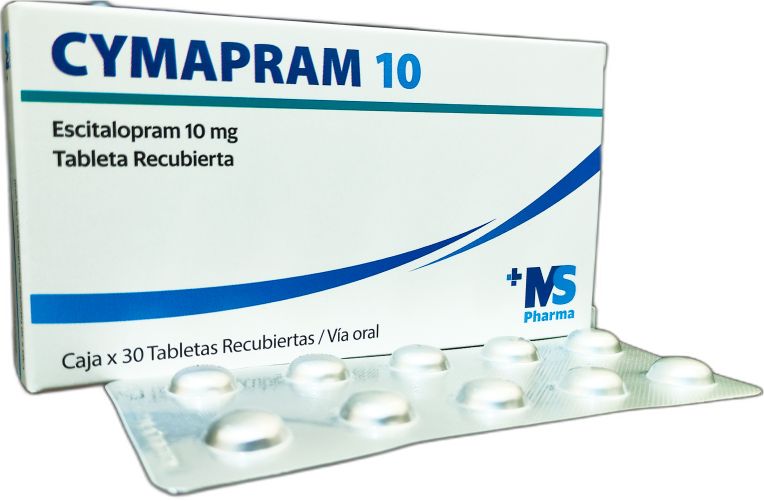 CYMAPRAM 10
Escitalopram 10 mg
Tableta Recubierta
MS
Pharma
Caja x 30 Tabletas Recubiertas / Vía oral